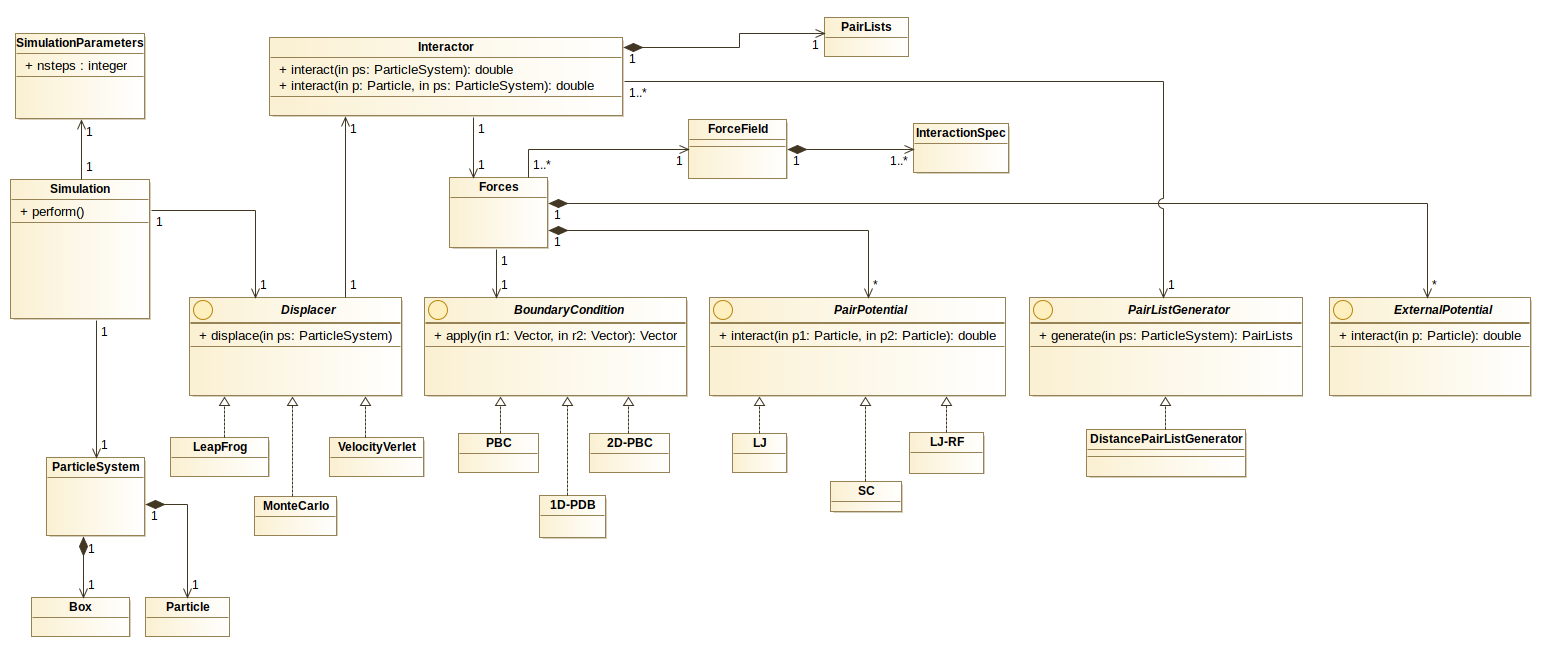 PairLists
1
SimulationParameters
+ nsteps : integer
1
1
Interactor
+ interact(in ps: ParticleSystem): double
+ interact(in p: Particle, in ps: ParticleSystem): double
1
1..*
1
1
1
ForceField
1
1
InteractionSpec
1..*
Simulation
+ perform()
1
1
Forces
1..*
1
1
1
1
1
1
*
1
*
Displacer
+ displace(in ps: ParticleSystem)
BoundaryCondition
+ apply(in r1: Vector, in r2: Vector): Vector
PairPotential
+ interact(in p1: Particle, in p2: Particle): double
PairListGenerator
+ generate(in ps: ParticleSystem): PairLists
ExternalPotential
+ interact(in p: Particle): double
1
1
LeapFrog
VelocityVerlet
MonteCarlo
PBC
2D-PBC
1D-PDB
LJ
LJ-RF
SC
DistancePairListGenerator
ParticleSystem
1
1
1
1
Box
Particle